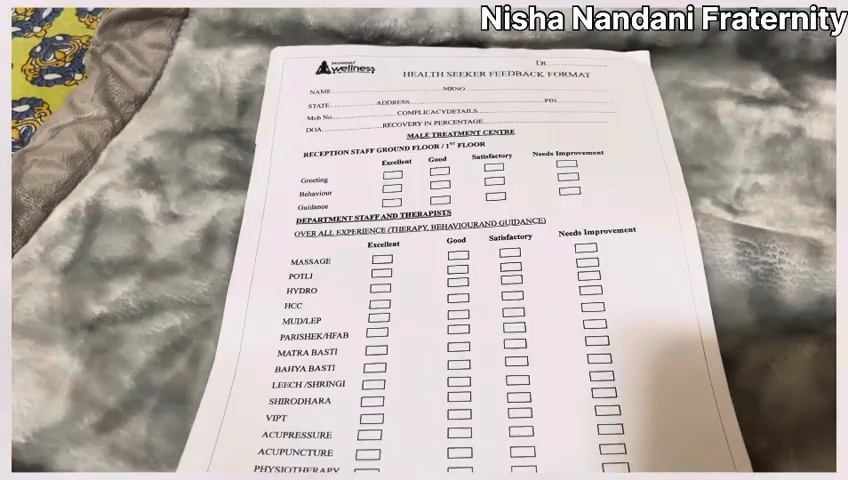 Nisha Nandani Fraternity
wellness
Dt..................
HEALTH SEEKER FEEDBACK FORMAT
NAME..............................MRNO..............................
STATE...............ADDRESS..............................PIN...............
Mob No....................COMPLICACYDETAILS..............................
DOA....................RECOVERY IN PERCENTAGE..............................
MALE TREATMENT CENTRE
RECEPTION STAFF GROUND FLOOR / 1ST FLOOR
Excellent Good Satisfactory Needs Improvement
Greeting
Behaviour
Guidance
DEPARTMENT STAFF AND THERAPISTS
OVER ALL EXPERIENCE (THERAPY, BEHAVIOURAND GUIDANCE)
Excellent Good Satisfactory Needs Improvement
MASSAGE
POTLI
HYDRO
HCC
MUD/LEP
PARISHEK/HFAB
MATRA BASTI
BAHYA BASTI
LEECH /SHRINGI
SHIRODHARA
VIPT
ACUPRESSURE
ACUPUNCTURE
PHYSIOTHERAPY